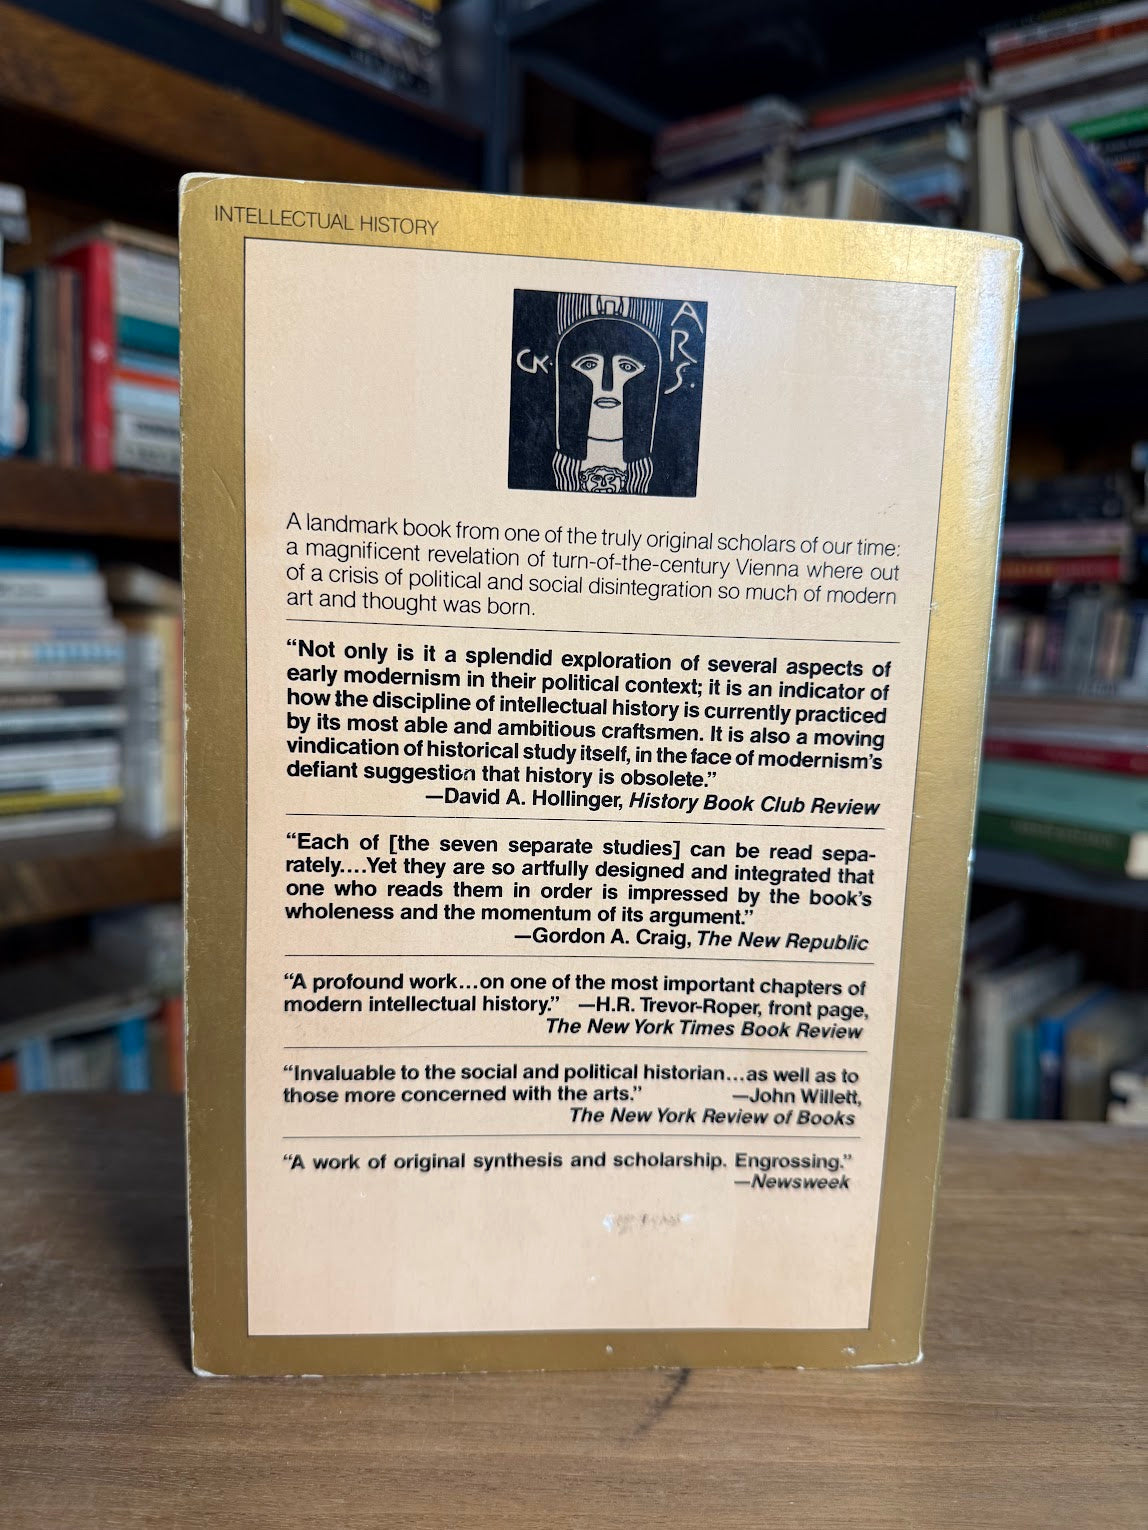 INTELLECTUAL HISTORY
GK.
A
R
S.
A landmark book from one of the truly original scholars of our time:
a magnificent revelation of turn-of-the-century Vienna where out
of a crisis of political and social disintegration so much of modern
art and thought was born.
“Not only is it a splendid exploration of several aspects of
early modernism in their political context; it is an indicator of
how the discipline of intellectual history is currently practiced
by its most able and ambitious craftsmen. It is also a moving
vindication of historical study itself, in the face of modernism’s
defiant suggestion that history is obsolete.”
—David A. Hollinger, History Book Club Review
“Each of [the seven separate studies] can be read sepa-
rately....Yet they are so artfully designed and integrated that
one who reads them in order is impressed by the book’s
wholeness and the momentum of its argument.”
—Gordon A. Craig, The New Republic
“A profound work...on one of the most important chapters of
modern intellectual history.” —H.R. Trevor-Roper, front page,
The New York Times Book Review
“Invaluable to the social and political historian...as well as to
those more concerned with the arts.” —John Willett,
The New York Review of Books
“A work of original synthesis and scholarship. Engrossing.”
—Newsweek